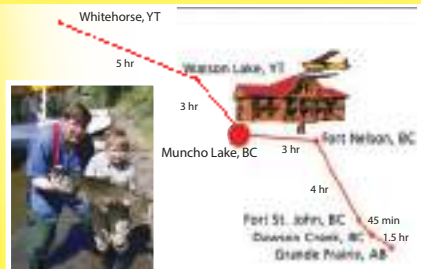 Whitehorse, YT
5 hr
Watson Lake, YT
3 hr
Muncho Lake, BC
3 hr
Fort Nelson, BC
4 hr
Fort St. John, BC
45 min
Dawson Creek, BC
1.5 hr
Grande Prairie, AB